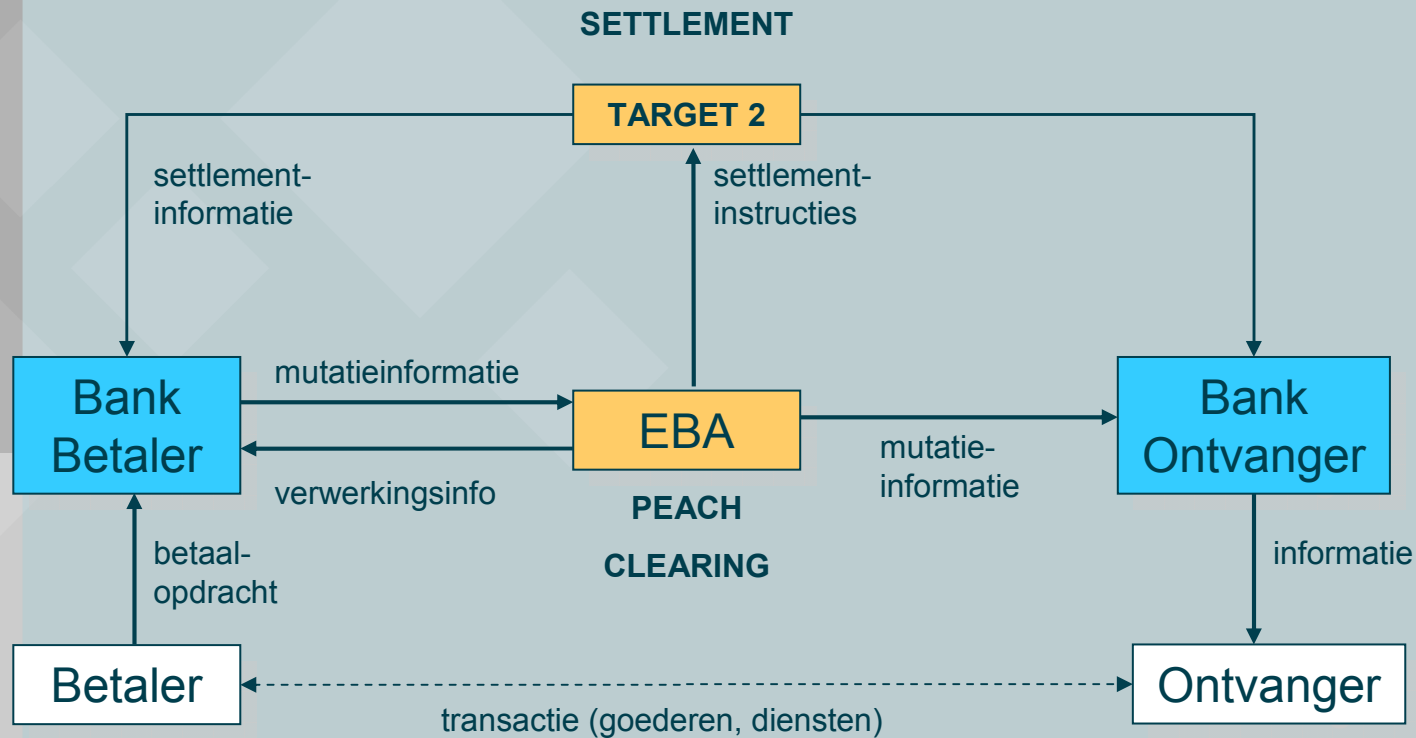 SETTLEMENT
TARGET 2
settlement-
informatie
settlement-
instructies
Bank
Betaler
mutatieinformatie
verwerkingsinfo
EBA
PEACH
CLEARING
mutatie-
informatie
Bank
Ontvanger
betaal-
opdracht
informatie
Betaler
transactie (goederen, diensten)
Ontvanger